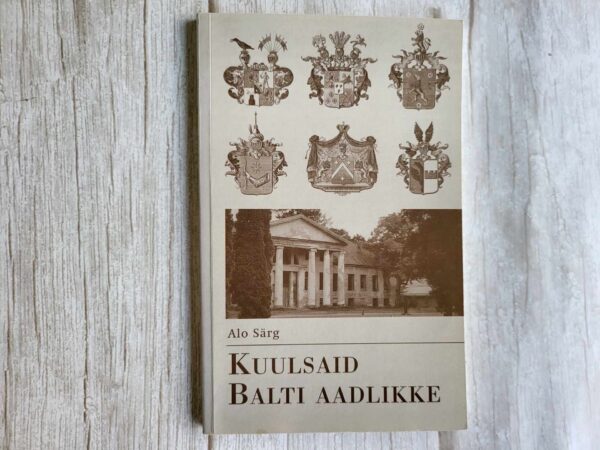 Alo Särg
KUULSAID
BALTI AADLIKKE